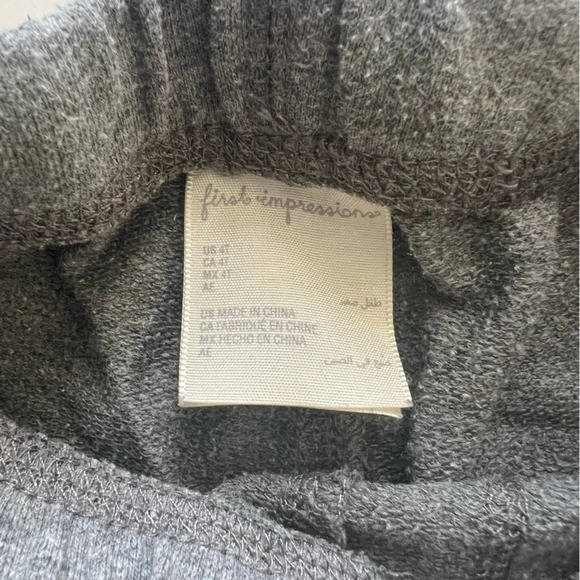 first impressions
US 4T
CA 4T
MX 4T
AE
طفل صغير
US MADE IN CHINA
CA FABRIQUÉ EN CHINE
MX HECHO EN CHINA
AE
صنع في الصين